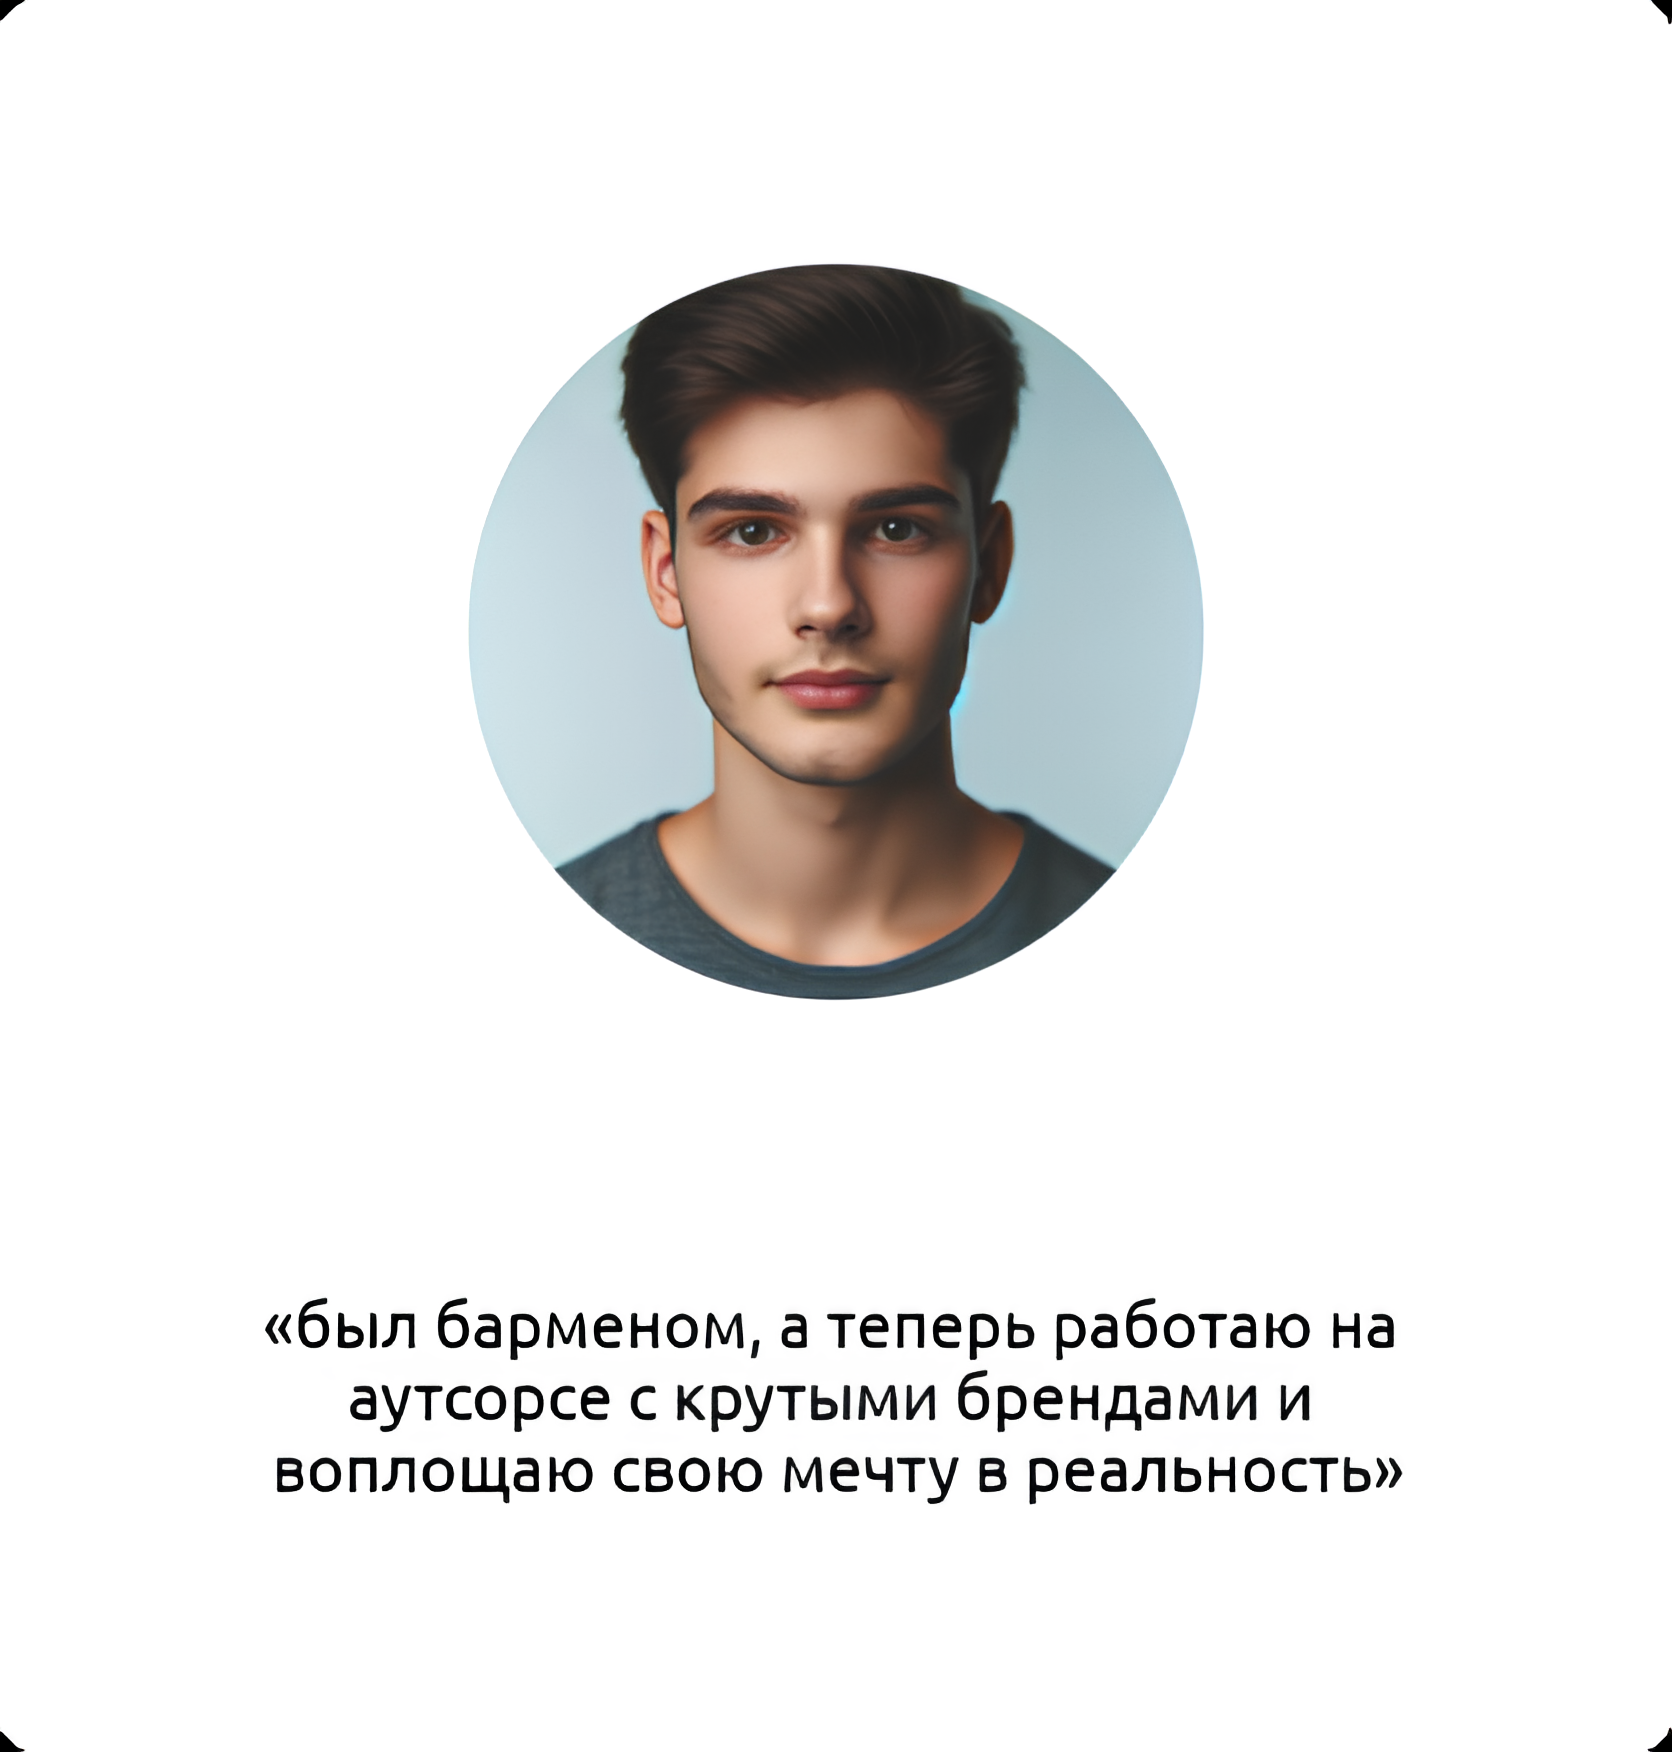 «был барменом, а теперь работаю на
аутсорсе с крутыми брендами и
воплощаю свою мечту в реальность»